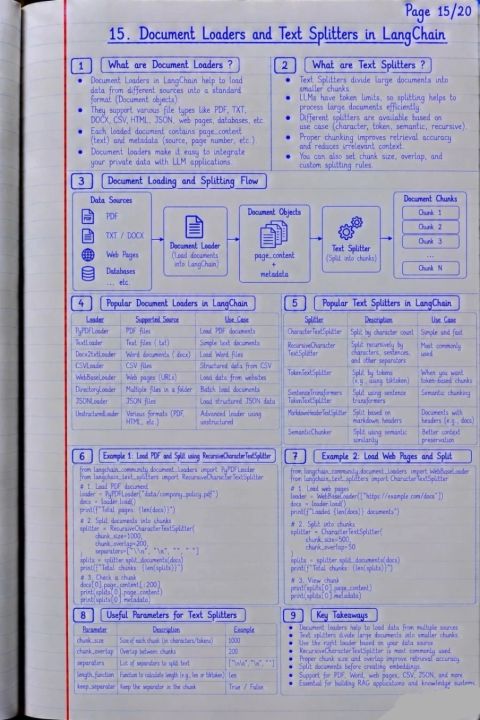 Page 15/20
15. Document Loaders and Text Splitters in LangChain
1 What are Document Loaders ?
Document Loaders in LangChain help to load
data from different sources into a standard
format (Document objects)
They support various file types like PDF, TXT,
DOCX, CSV, HTML, JSON, web pages, databases, etc
Each loaded document contains page_content
(text) and metadata (source, page number, etc.)
Document loaders make it easy to integrate
your private data with LLM applications.
2 What are Text Splitters ?
Text Splitters divide large documents into
smaller chunks
LLMs have token limits, so splitting helps to
process large documents efficiently
Different splitters are available based on
use case (character, token, semantic, recursive).
Proper chunking improves retrieval accuracy
and reduces irrelevant context.
You can also set chunk size, overlap, and
custom splitting rules.
3 Document Loading and Splitting Flow
Data Sources
PDF
PDF
TXT / DOCX
Web Pages
Databases
... etc.
Document Loader
(Load documents
into LangChain)
Document Objects
page_content
+
metadata
Text Splitter
(Split into chunks)
Document Chunks
Chunk 1
Chunk 2
Chunk 3
...
Chunk N
4 Popular Document Loaders in LangChain
Loader Supported Source Use Case
PyPDFLoader PDF files Load PDF documents
TextLoader Text files (txt) Simple text documents
Docx2txtLoader Word documents (docx) Load Word files
CSVLoader CSV files Structured data from CSV
WebBaseLoader Web pages (URLs) Load data from websites
DirectoryLoader Multiple files in a folder Batch load documents
JSONLoader JSON files Load structured JSON data
UnstructuredLoader Various formats (PDF, HTML, etc.) Advanced loader using unstructured
5 Popular Text Splitters in LangChain
Splitter Description Use Case
CharacterTextSplitter Split by character count Simple and fast
RecursiveCharacter TextSplitter Split recursively by characters, sentences, and other separators Most commonly used
TokenTextSplitter Split by tokens (e.g., using tiktoken) When you want token-based chunks
SentenceTransformers TokenTextSplitter Split using sentence transformers Semantic chunking
MarkdownHeaderTextSplitter Split based on markdown headers Documents with headers (e.g., docs)
SemanticChunker Split using semantic similarity Better context preservation
6 Example 1: Load PDF and Split using RecursiveCharacterTextSplitter
from langchain_community.document_loaders import PyPDFLoader
from langchain_text_splitters import RecursiveCharacterTextSplitter
# 1. Load PDF document
loader = PyPDFLoader("data/company_policy.pdf")
docs = loader.load()
print(f"Total pages: {len(docs)}")
# 2. Split documents into chunks
splitter = RecursiveCharacterTextSplitter(
chunk_size=1000,
chunk_overlap=200,
separators=["\n\n", "\n", " ", ""]
)
splits = splitter.split_documents(docs)
print(f"Total chunks: {len(splits)}")
# 3. Check a chunk
print(splits[0].page_content)
print(splits[0].metadata)
7 Example 2: Load Web Pages and Split
from langchain_community.document_loaders import WebBaseLoader
from langchain_text_splitters import CharacterTextSplitter
# 1. Load web pages
loader = WebBaseLoader(["https://example.com/docs"])
docs = loader.load()
print(f"Loaded {len(docs)} documents")
# 2. Split into chunks
splitter = CharacterTextSplitter(
chunk_size=500,
chunk_overlap=50
)
splits = splitter.split_documents(docs)
print(f"Total chunks: {len(splits)}")
# 3. View chunk
print(splits[0].page_content)
print(splits[0].metadata)
8 Useful Parameters for Text Splitters
Parameter Description Example
chunk_size Size of each chunk (in characters/tokens) 1000
chunk_overlap Overlap between chunks 200
separators List of separators to split text
length_function Function to calculate length (e.g., len or tiktoken) len
keep_separator Keep the separator in the chunk True / False
9 Key Takeaways
Document loaders help to load data from multiple sources
Text splitters divide large documents into smaller chunks.
Use the right loader based on your data source
RecursiveCharacterTextSplitter is most commonly used.
Proper chunk size and overlap improve retrieval accuracy.
Split documents before creating embeddings.
Support for PDF, Word, web pages, CSV, JSON, and more
Essential for building RAG applications and knowledge systems